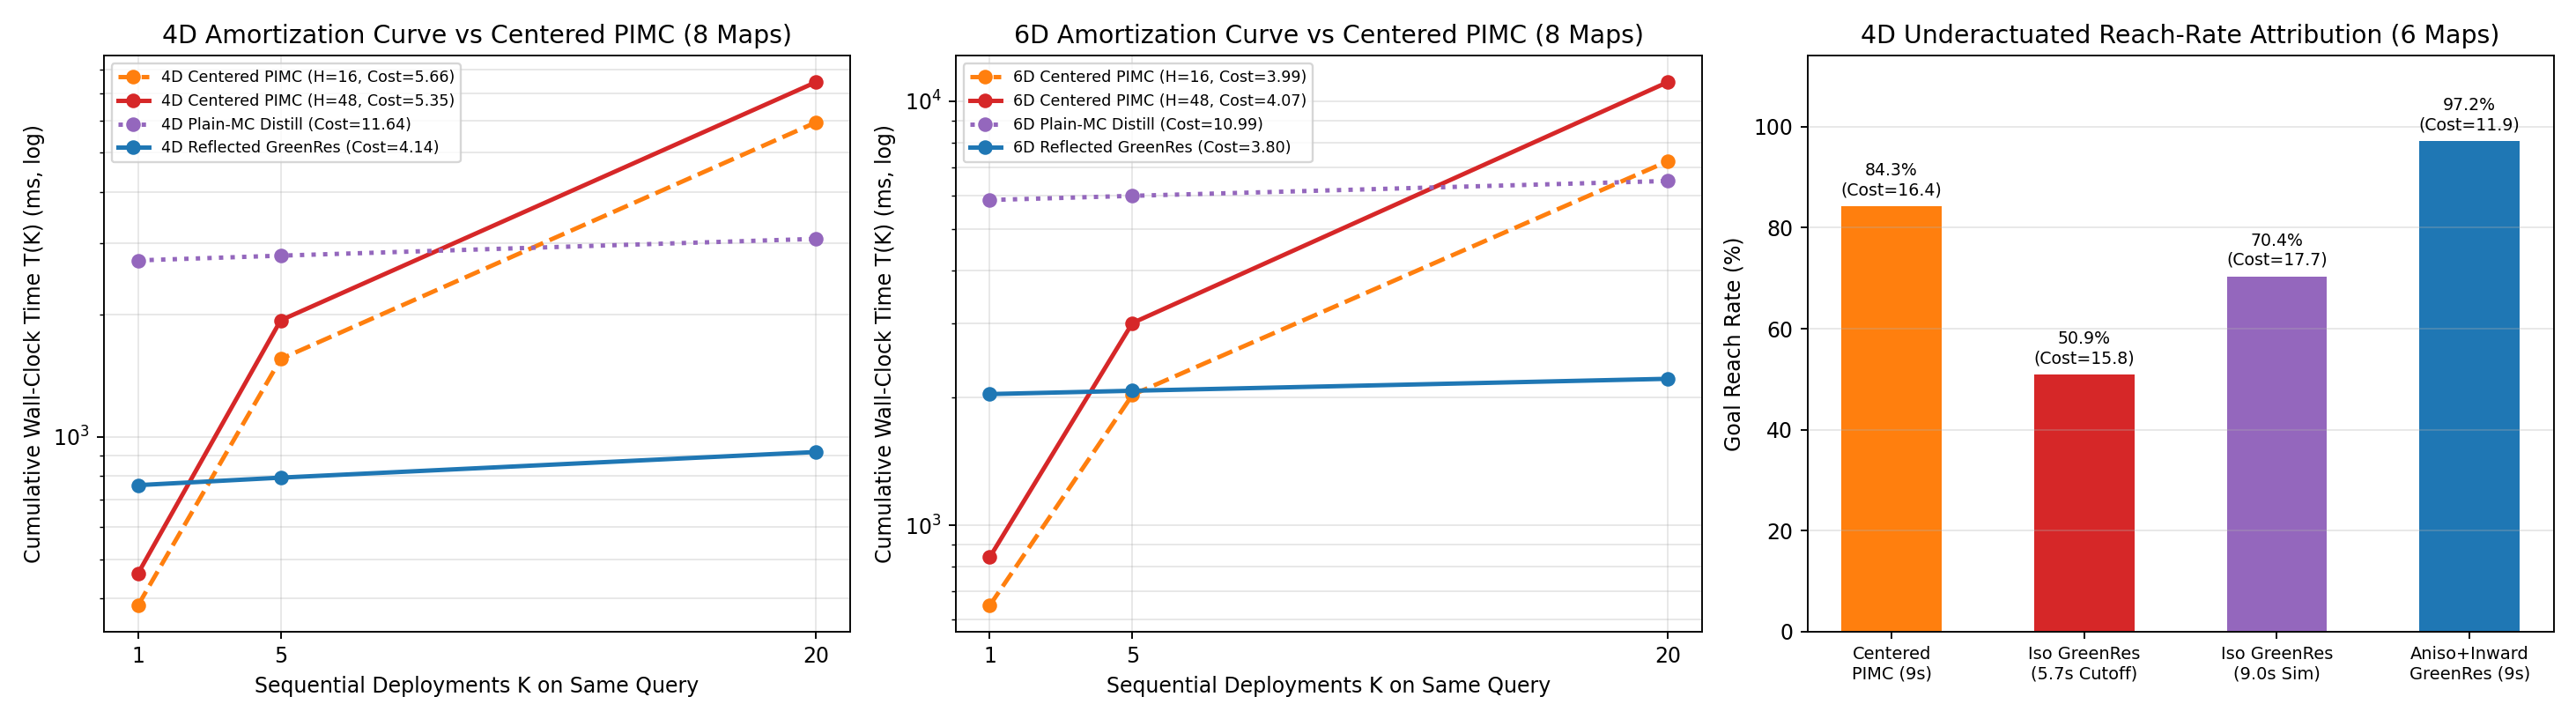 4D Amortization Curve vs Centered PIMC (8 Maps)
4D Centered PIMC (H=16, Cost=5.66)
4D Centered PIMC (H=48, Cost=5.35)
4D Plain-MC Distill (Cost=11.64)
4D Reflected GreenRes (Cost=4.14)
Cumulative Wall-Clock Time T(K) (ms, log)
10³
1
5
20
Sequential Deployments K on Same Query
6D Amortization Curve vs Centered PIMC (8 Maps)
6D Centered PIMC (H=16, Cost=3.99)
6D Centered PIMC (H=48, Cost=4.07)
6D Plain-MC Distill (Cost=10.99)
6D Reflected GreenRes (Cost=3.80)
Cumulative Wall-Clock Time T(K) (ms, log)
10⁴
10³
1
5
20
Sequential Deployments K on Same Query
4D Underactuated Reach-Rate Attribution (6 Maps)
Goal Reach Rate (%)
100
80
60
40
20
0
84.3%
(Cost=16.4)
50.9%
(Cost=15.8)
70.4%
(Cost=17.7)
97.2%
(Cost=11.9)
Centered
PIMC (9s)
Iso GreenRes
(5.7s Cutoff)
Iso GreenRes
(9.0s Sim)
Aniso+Inward
GreenRes (9s)